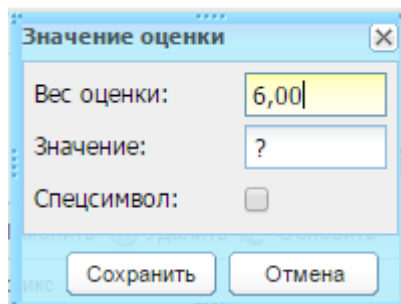 Значение оценки
Вес оценки: 6,00
Значение: ?
Спецсимвол:
Сохранить Отмена